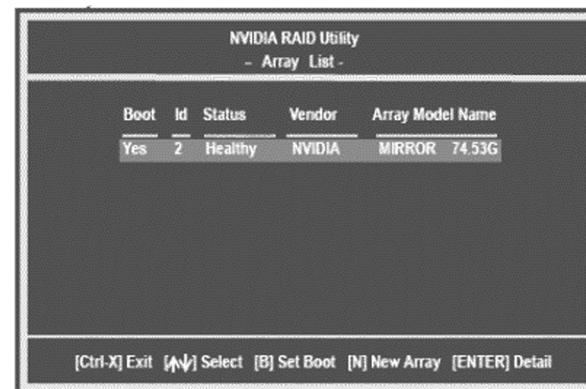 NVIDIA RAID Utility
- Array List -
Boot Id Status Vendor Array Model Name
Yes 2 Healthy NVIDIA MIRROR 74.53G
[Ctrl-X] Exit [↑↓] Select [B] Set Boot [N] New Array [ENTER] Detail